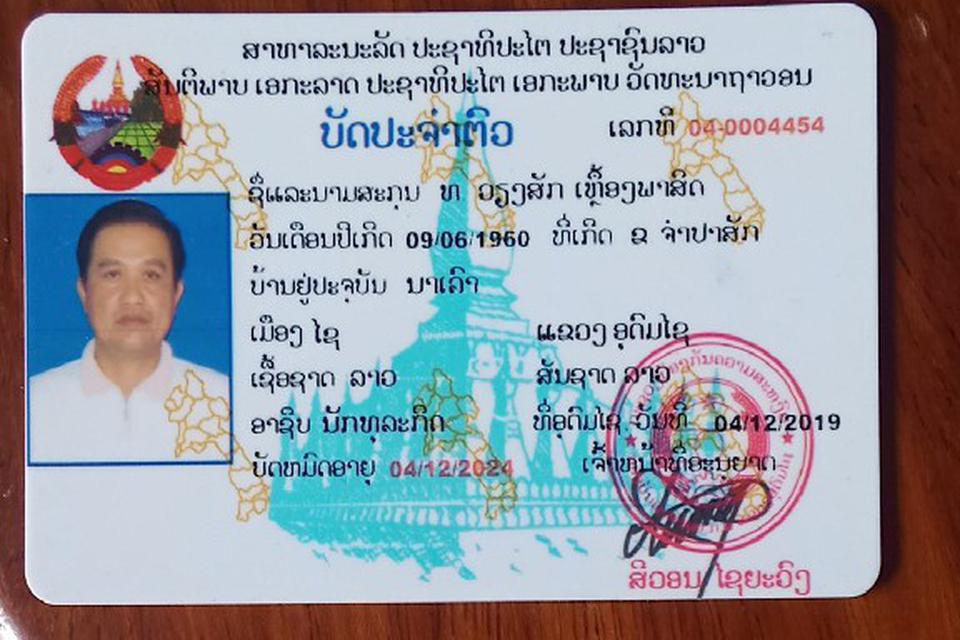 ສາທາລະນະລັດ ປະຊາທິປະໄຕ ປະຊາຊົນລາວ
ສັນຕິພາບ ເອກະລາດ ປະຊາທິປະໄຕ ເອກະພາບ ວັດທະນາຖາວອນ
ບັດປະຈຳຕົວ
ເລກທີ 04-0004454
ຊື່ແລະນາມສະກຸນ ທ ວຽງສັກ ເຫຼື້ອງພາສິດ
ວັນເດືອນປີເກີດ 09/06/1960 ທີ່ເກີດ ຂ ຈຳປາສັກ
ບ້ານຢູ່ປະຈຸບັນ ນາເລົາ
ເມືອງ ໄຊ ແຂວງ ອຸດົມໄຊ
ເຊື້ອຊາດ ລາວ ສັນຊາດ ລາວ
ອາຊີບ ນັກທຸລະກິດ ທີ່ອຸດົມໄຊ ວັນທີ 04/12/2019
ບັດຫມົດອາຍຸ 04/12/2024 ເຈົ້າຫນ້າທີ່ອະນຸຍາດ
ສີວອນ ໄຊຍະວົງ